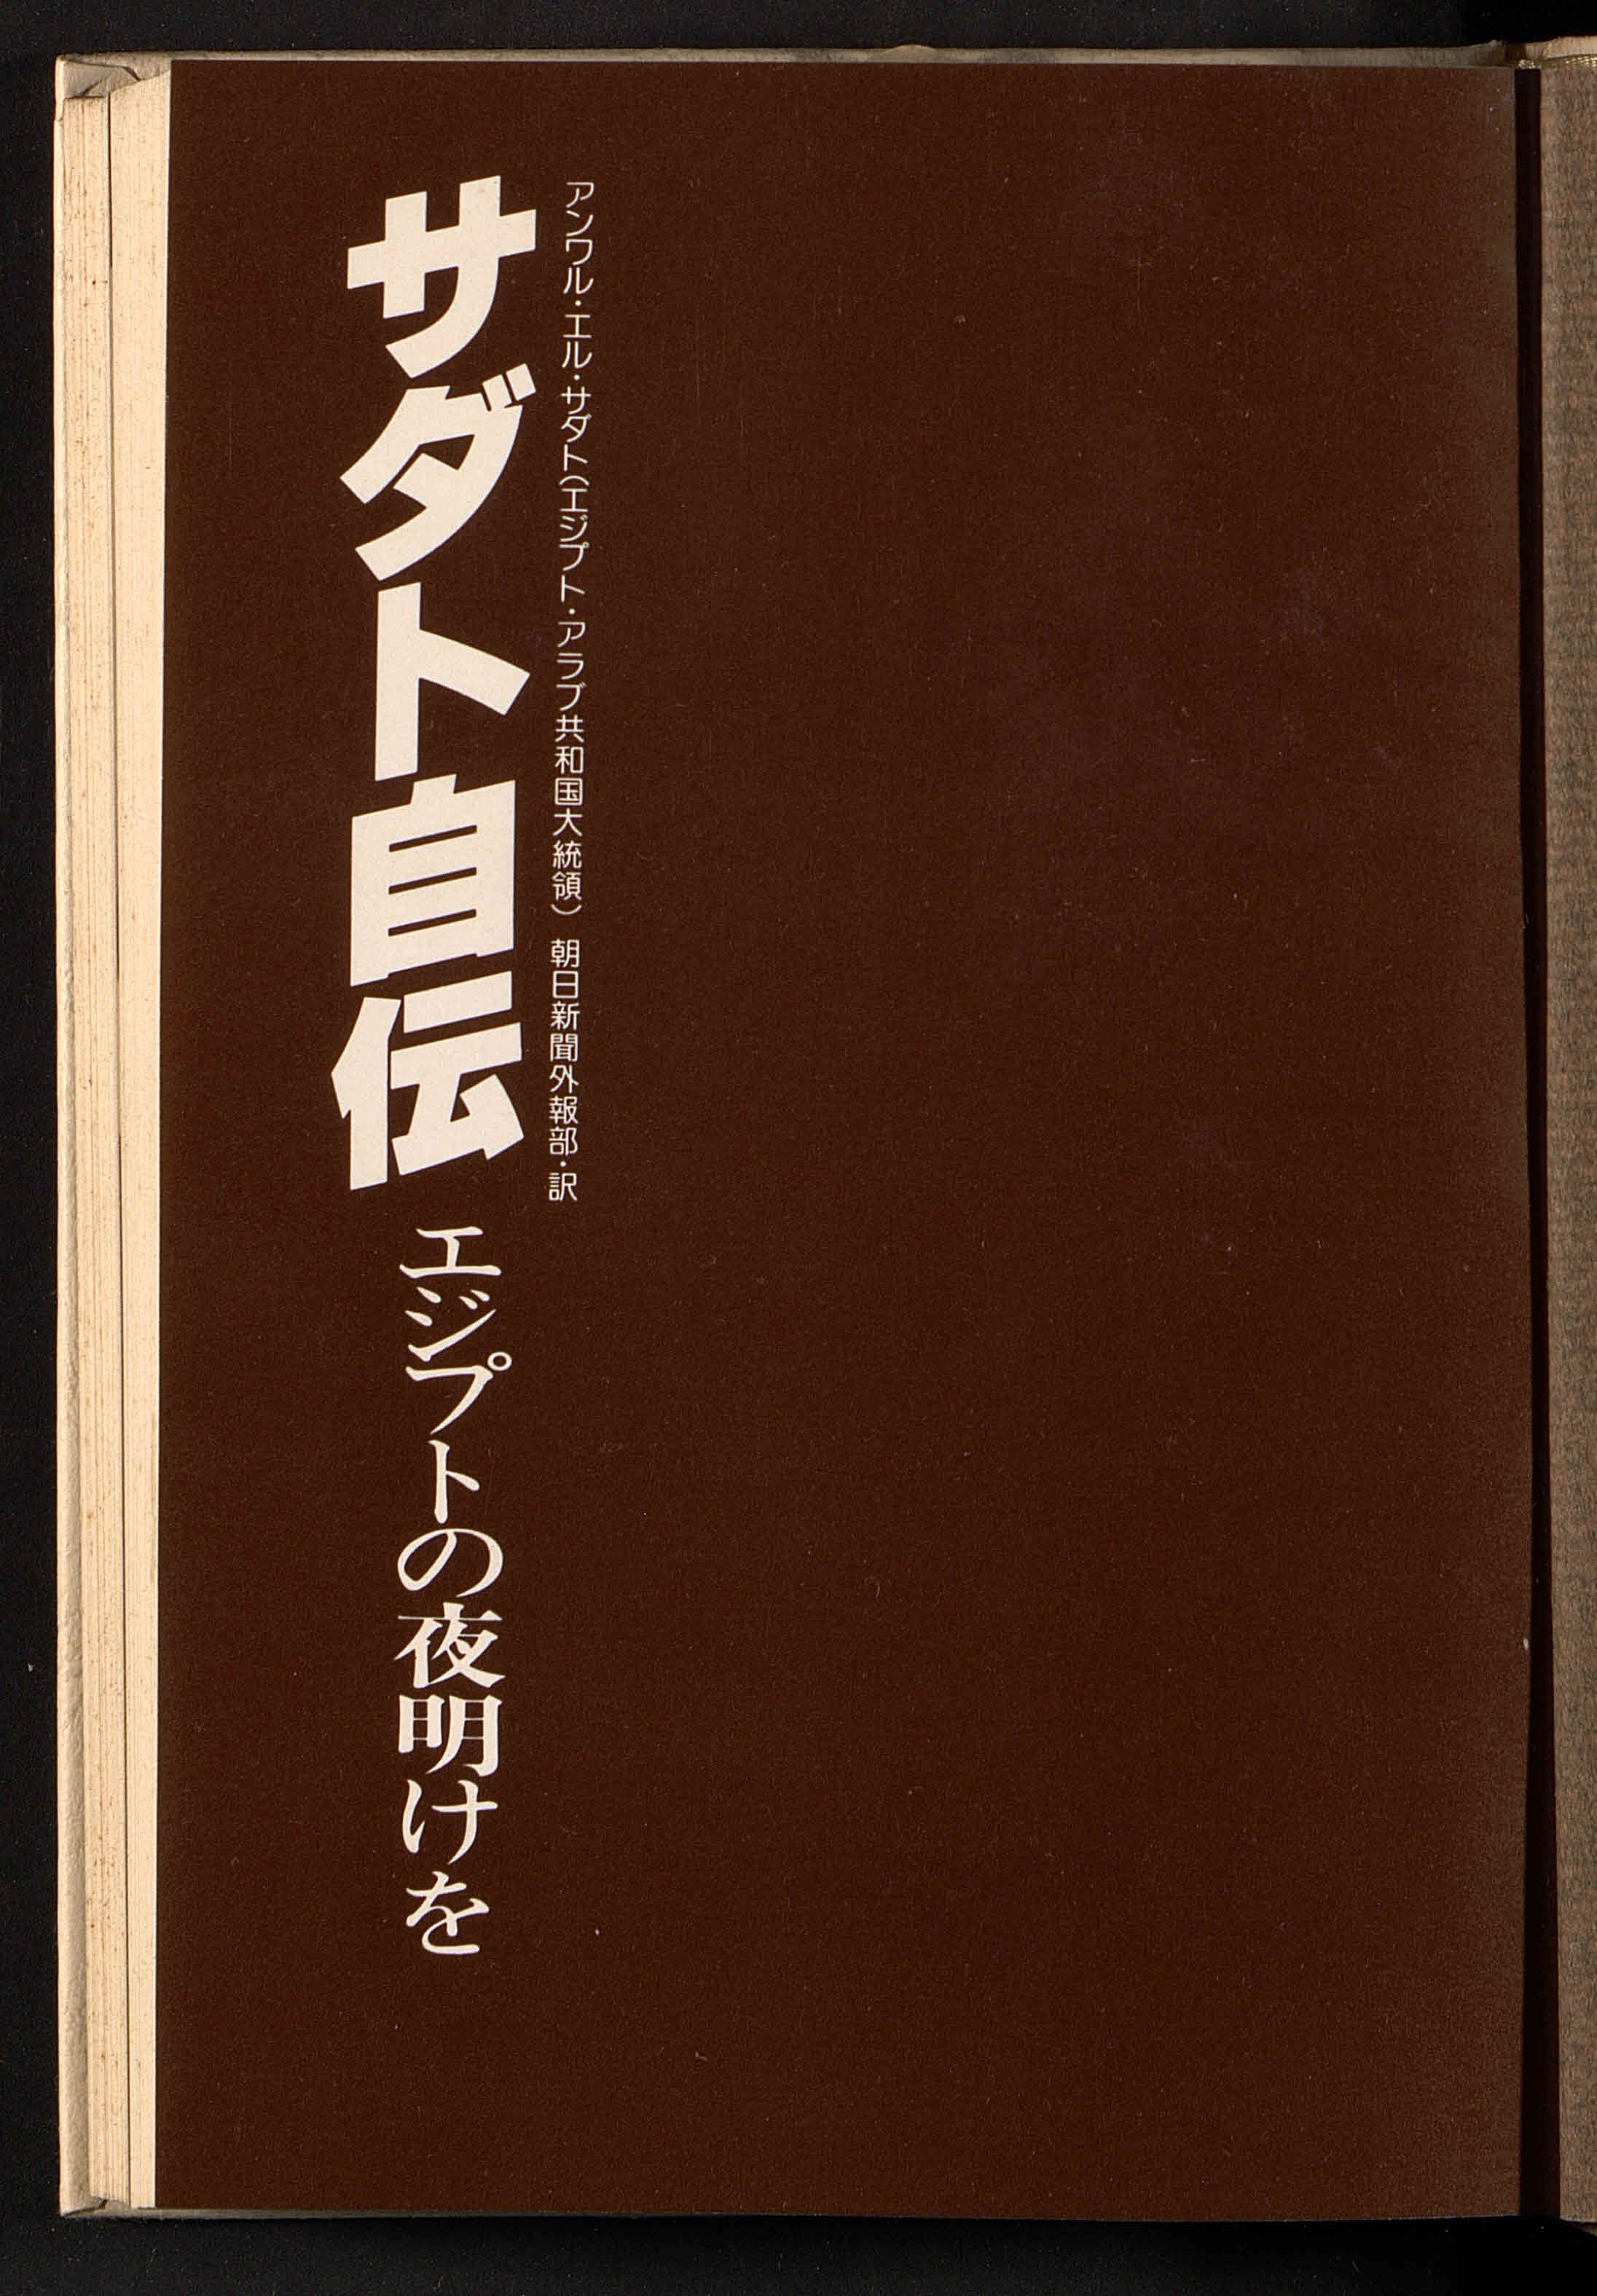 アンワル・エル・サダト(エジプト・アラブ共和国大統領) 朝日新聞外報部・訳
サダト自伝
エジプトの夜明けを